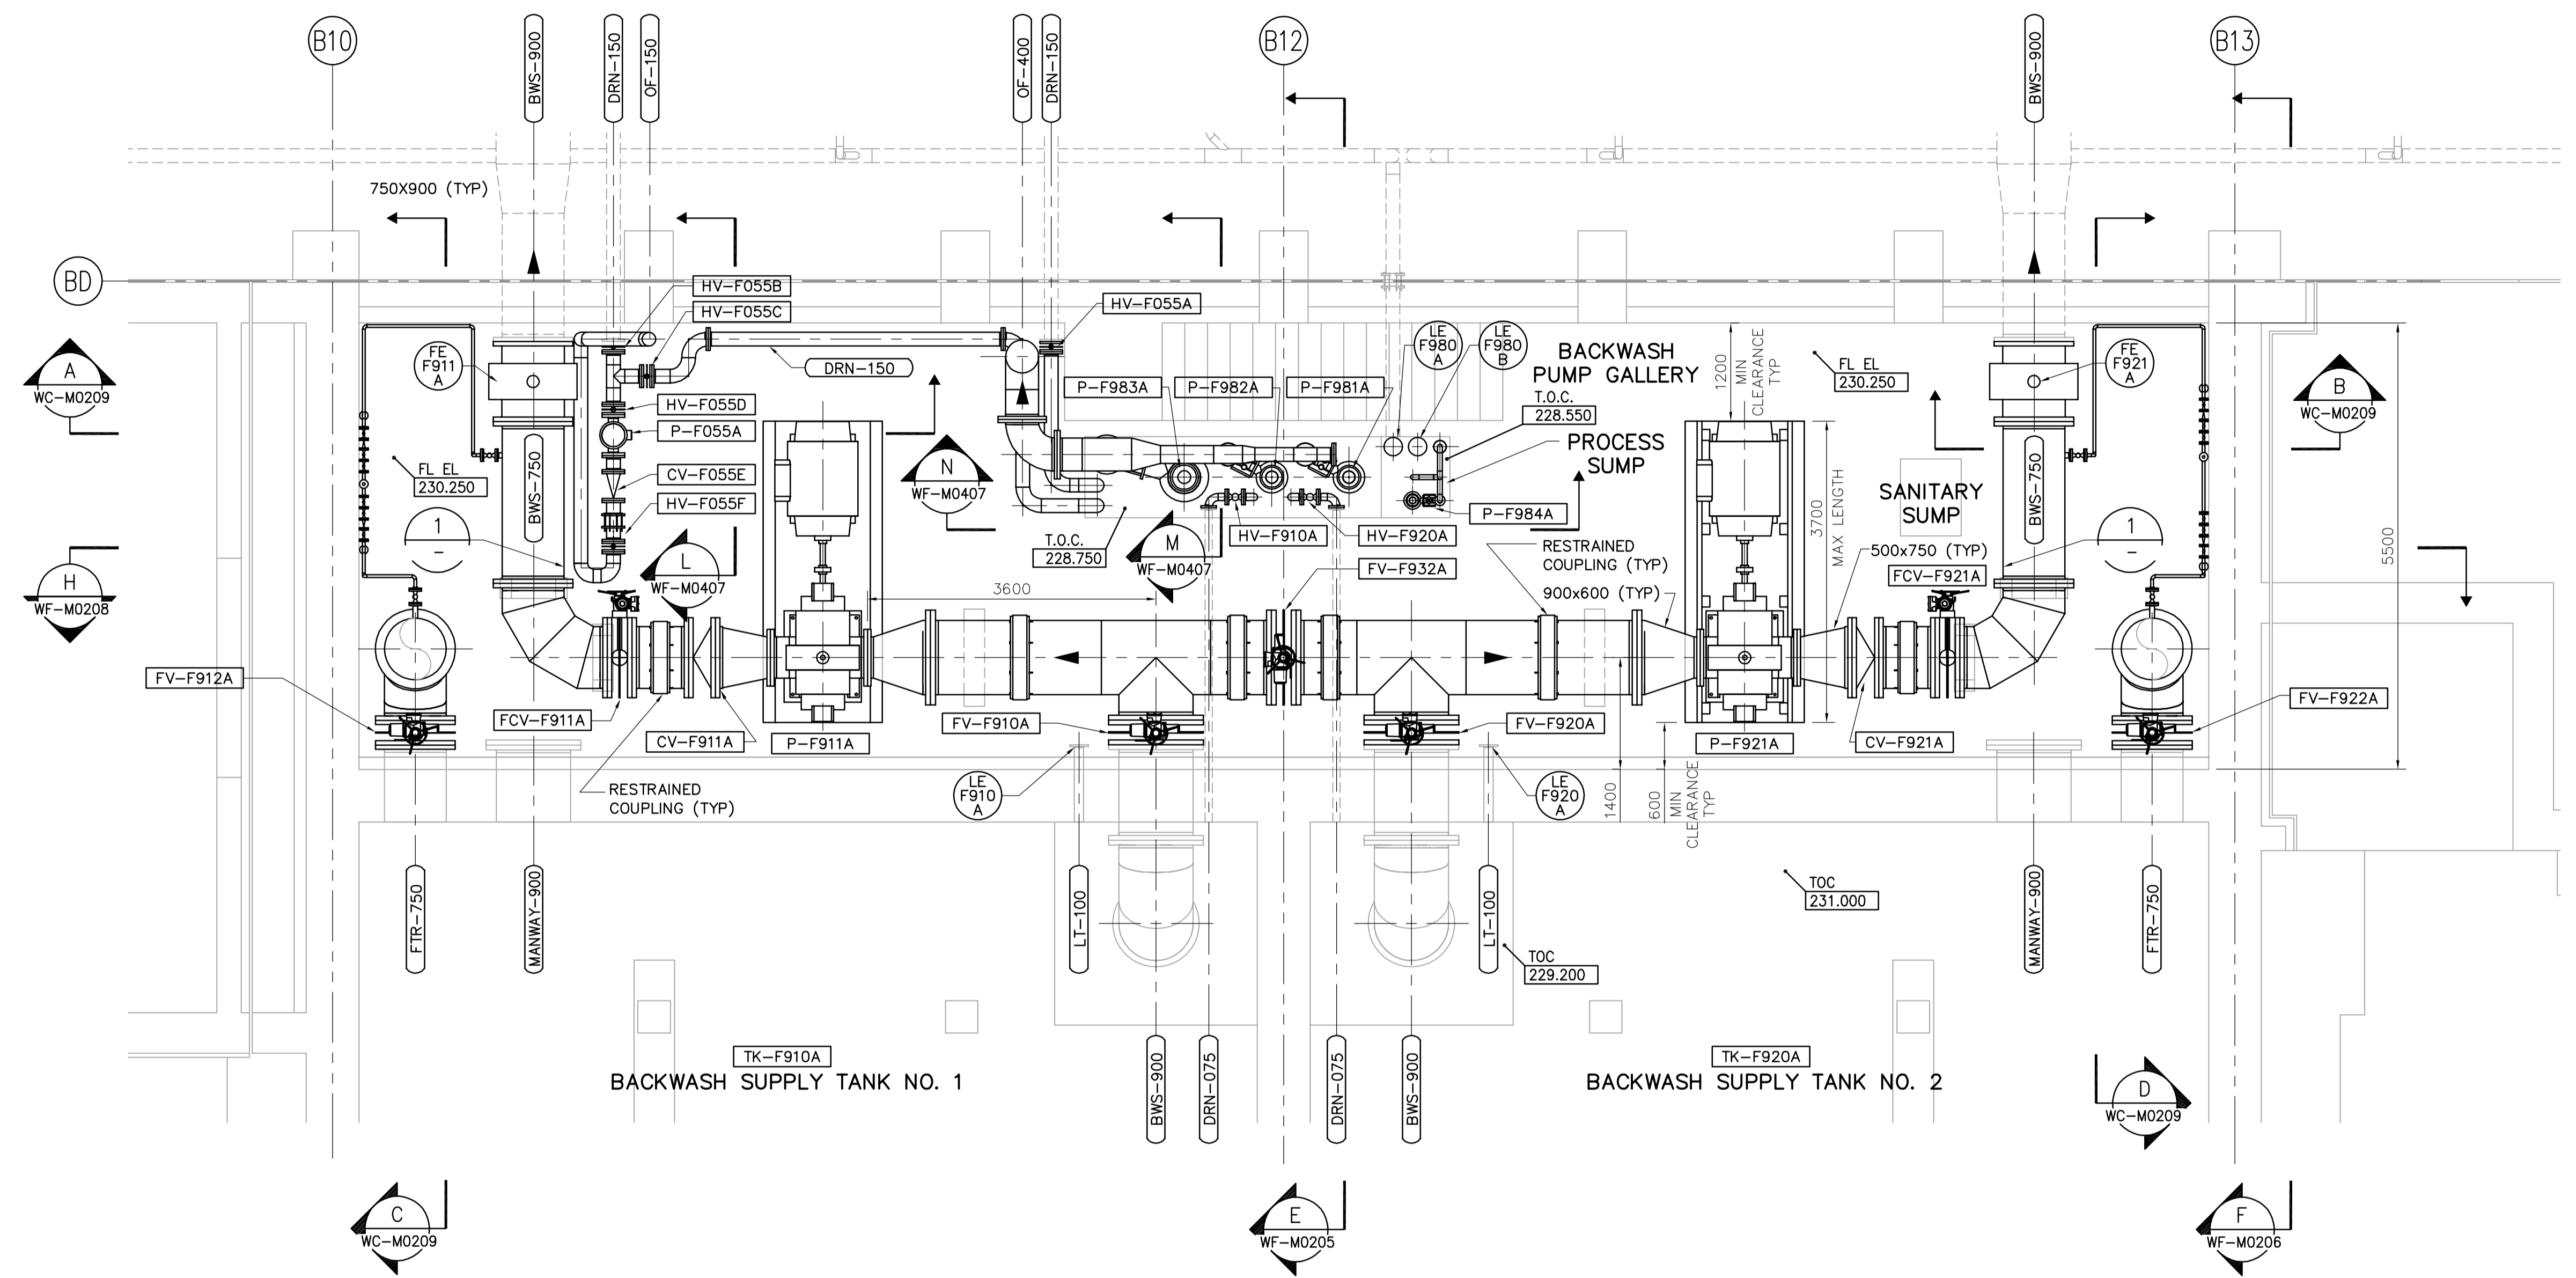 B10
BWS-900
DRN-150
OF-150
OF-400
DRN-150
B12
BWS-900
B13
750X900 (TYP)
BD
HV-F055B
HV-F055C
HV-F055A
DRN-150
A
WC-M0209
FE
F911
A
HV-F055D
P-F055A
CV-F055E
HV-F055F
FL EL
230.250
BWS-750
1
-
H
WF-M0208
L
WF-M0407
N
WF-M0407
P-F983A
P-F982A
P-F981A
LE
F980
A
LE
F980
B
BACKWASH
PUMP GALLERY
T.O.C.
228.550
PROCESS
SUMP
P-F984A
HV-F910A
HV-F920A
T.O.C.
228.750
M
WF-M0407
FV-F932A
3600
RESTRAINED
COUPLING (TYP)
900x600 (TYP)
1200
MIN
CLEARANCE
TYP
3700
MAX LENGTH
FL EL
230.250
SANITARY
SUMP
BWS-750
FE
F921
A
B
WC-M0209
1
-
500x750 (TYP)
FCV-F921A
5500
FV-F912A
FCV-F911A
CV-F911A
P-F911A
RESTRAINED
COUPLING (TYP)
FV-F910A
FV-F920A
LE
F910
A
LE
F920
A
P-F921A
CV-F921A
FV-F922A
1400
600
MIN
CLEARANCE
TYP
FTR-750
MANWAY-900
LT-100
LT-100
TOC
231.000
TOC
229.200
MANWAY-900
FTR-750
TK-F910A
BACKWASH SUPPLY TANK NO. 1
BWS-900
DRN-075
DRN-075
BWS-900
TK-F920A
BACKWASH SUPPLY TANK NO. 2
D
WC-M0209
C
WC-M0209
E
WF-M0205
F
WF-M0206